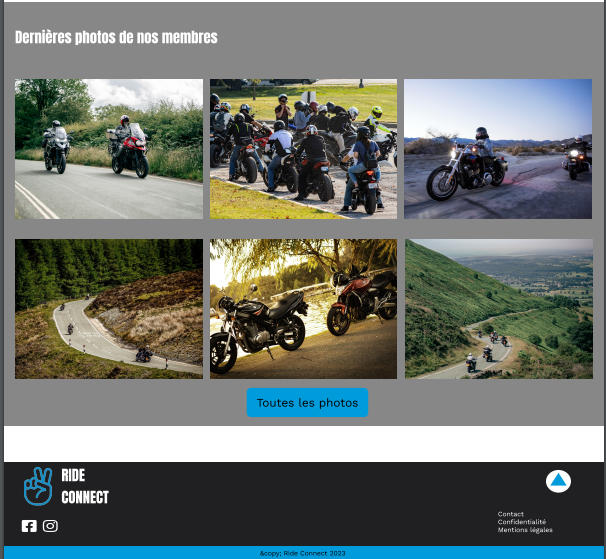 Dernières photos de nos membres
Toutes les photos
RIDE
CONNECT
Contact
Confidentialité
Mentions légales
&copy; Ride Connect 2023